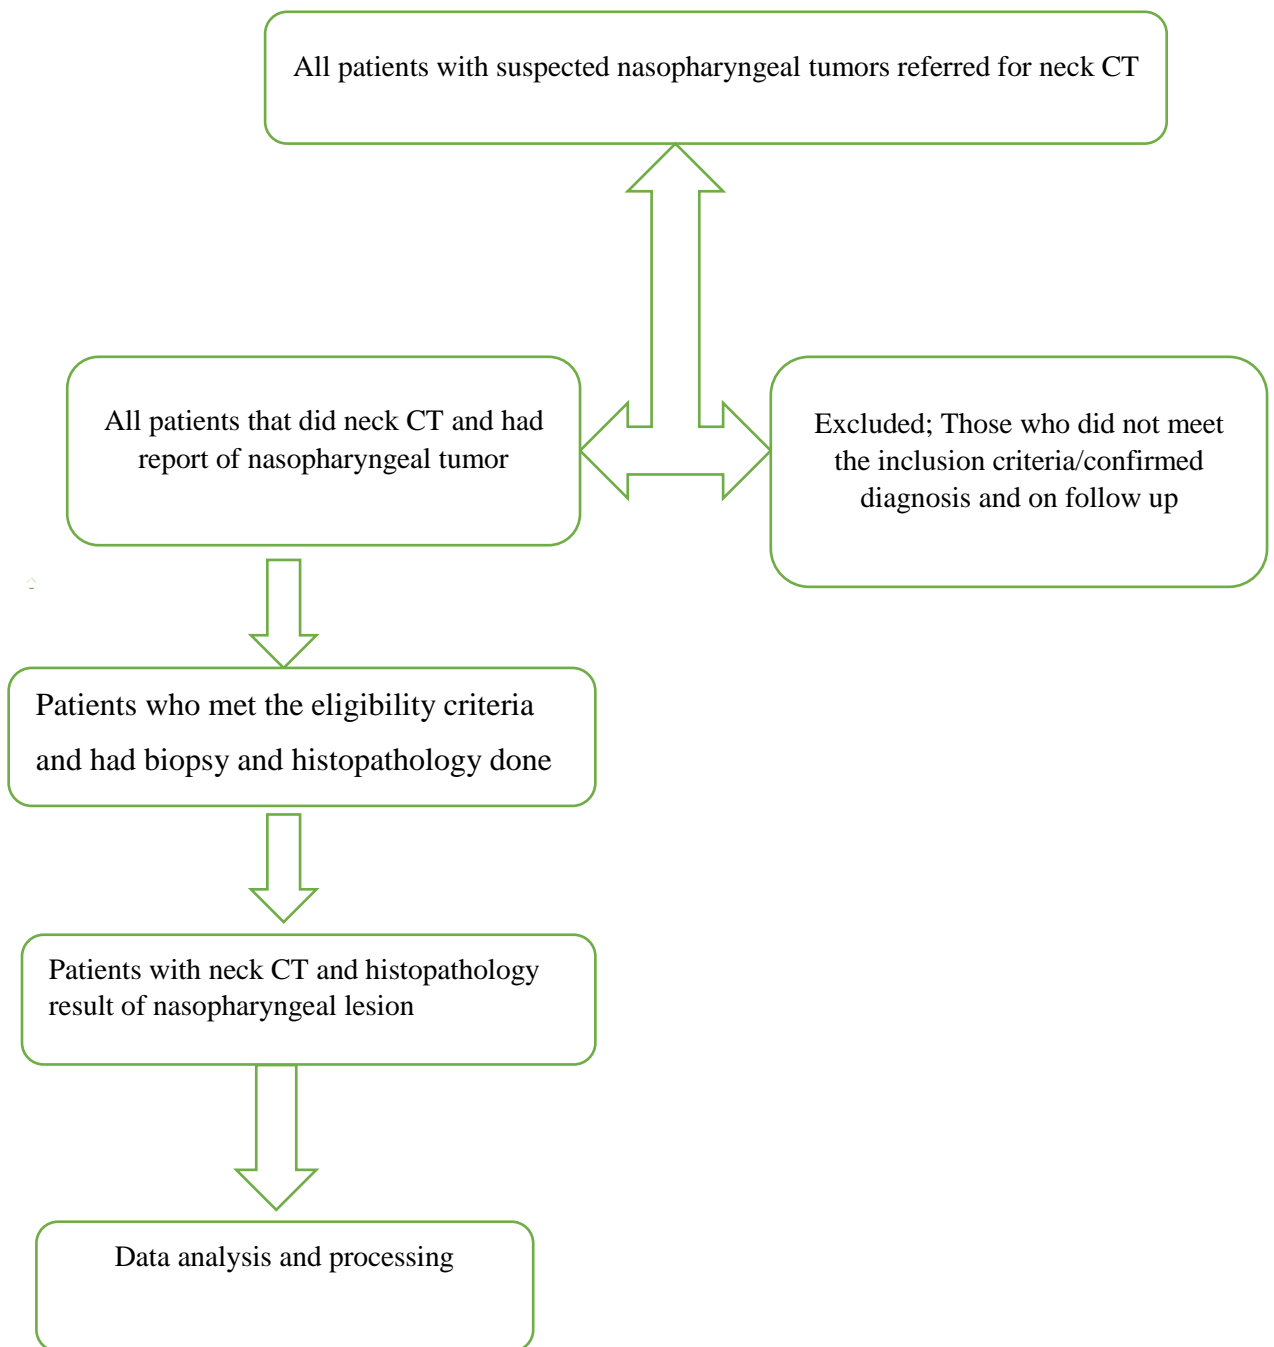 All patients with suspected nasopharyngeal tumors referred for neck CT
All patients that did neck CT and had
report of nasopharyngeal tumor
Excluded; Those who did not meet
the inclusion criteria/confirmed
diagnosis and on follow up
Patients who met the eligibility criteria
and had biopsy and histopathology done
Patients with neck CT and histopathology
result of nasopharyngeal lesion
Data analysis and processing